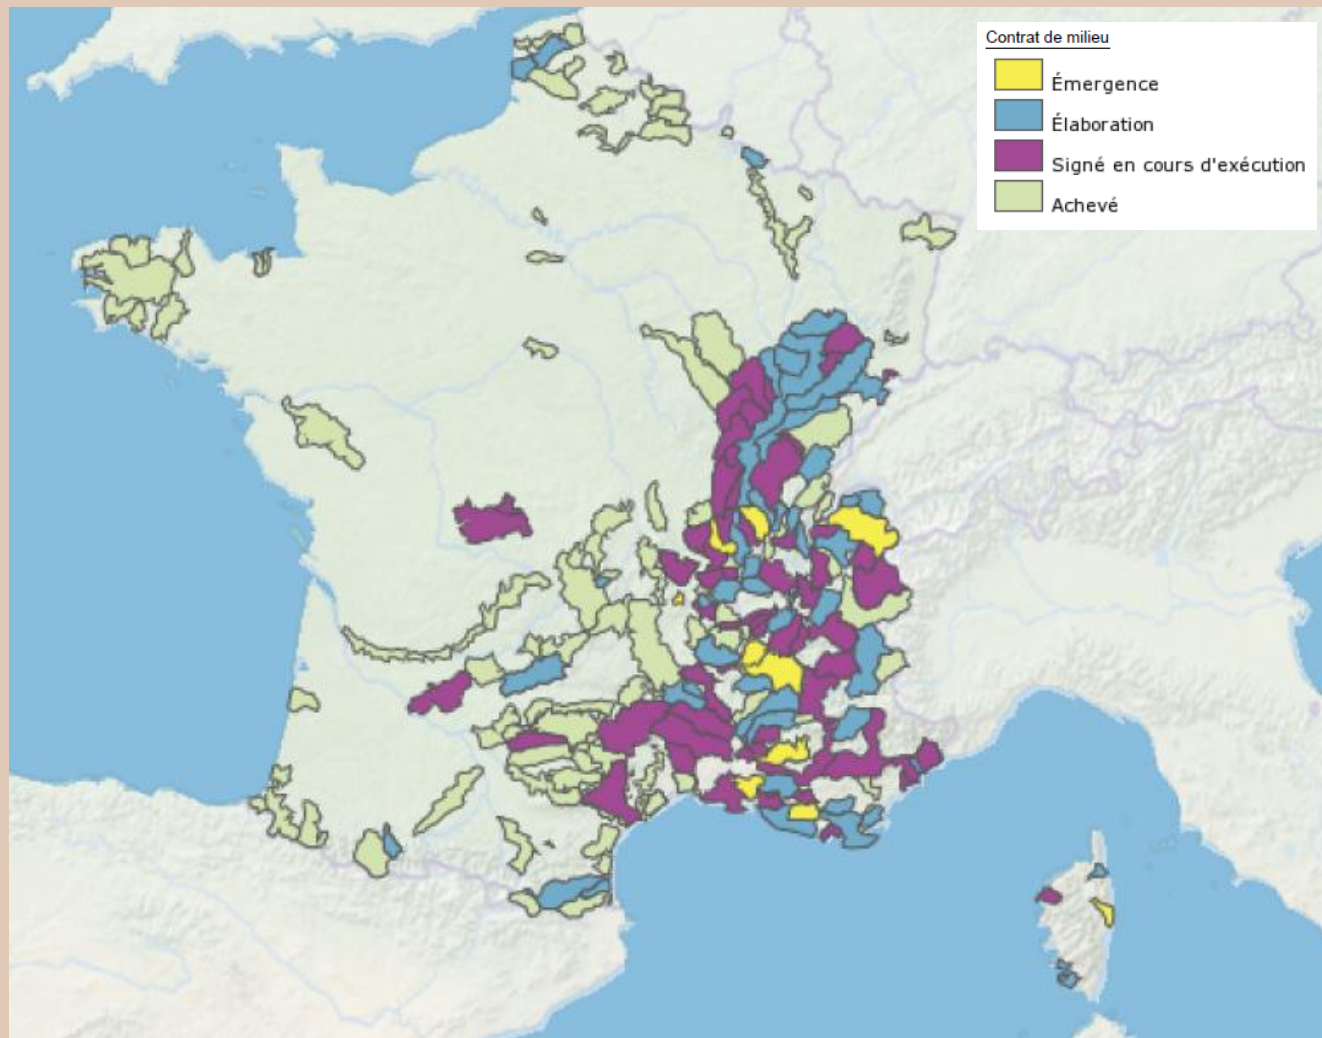 Contrat de milieu
Émergence
Élaboration
Signé en cours d'exécution
Achevé